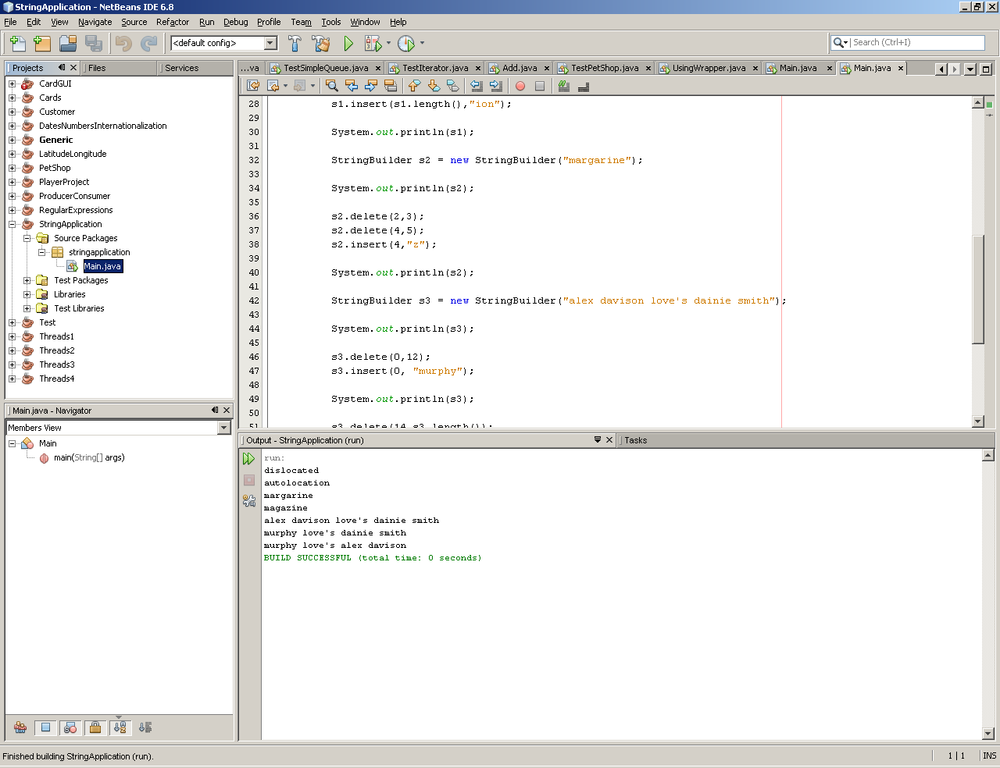 StringApplication - NetBeans IDE 6.8
File Edit View Navigate Source Refactor Run Debug Profile Team Tools Window Help
<default config> Search (Ctrl+I)
Projects Files Services
CardGUI
Cards
Customer
DatesNumbersInternationalization
Generic
LatitudeLongitude
PetShop
PlayerProject
ProducerConsumer
RegularExpressions
StringApplication
Source Packages
stringapplication
Main.java
Test Packages
Libraries
Test Libraries
Test
Threads1
Threads2
Threads3
Threads4
Main.java - Navigator
Members View
Main
main(String[] args)
...va TestSimpleQueue.java TestIterator.java Add.java TestPetShop.java UsingWrapper.java Main.java Main.java
28 s1.insert(s1.length(),"ion");
29
30 System.out.println(s1);
31
32 StringBuilder s2 = new StringBuilder("margarine");
33
34 System.out.println(s2);
35
36 s2.delete(2,3);
37 s2.delete(4,5);
38 s2.insert(4,"z");
39
40 System.out.println(s2);
41
42 StringBuilder s3 = new StringBuilder("alex davison love's dainie smith");
43
44 System.out.println(s3);
45
46 s3.delete(0,12);
47 s3.insert(0, "murphy");
48
49 System.out.println(s3);
50
51 s3.delete(14,s3.length());
Output - StringApplication (run) Tasks
run:
dislocated
autolocation
margarine
magazine
alex davison love's dainie smith
murphy love's dainie smith
murphy love's alex davison
BUILD SUCCESSFUL (total time: 0 seconds)
Finished building StringApplication (run). 1 | 1 INS